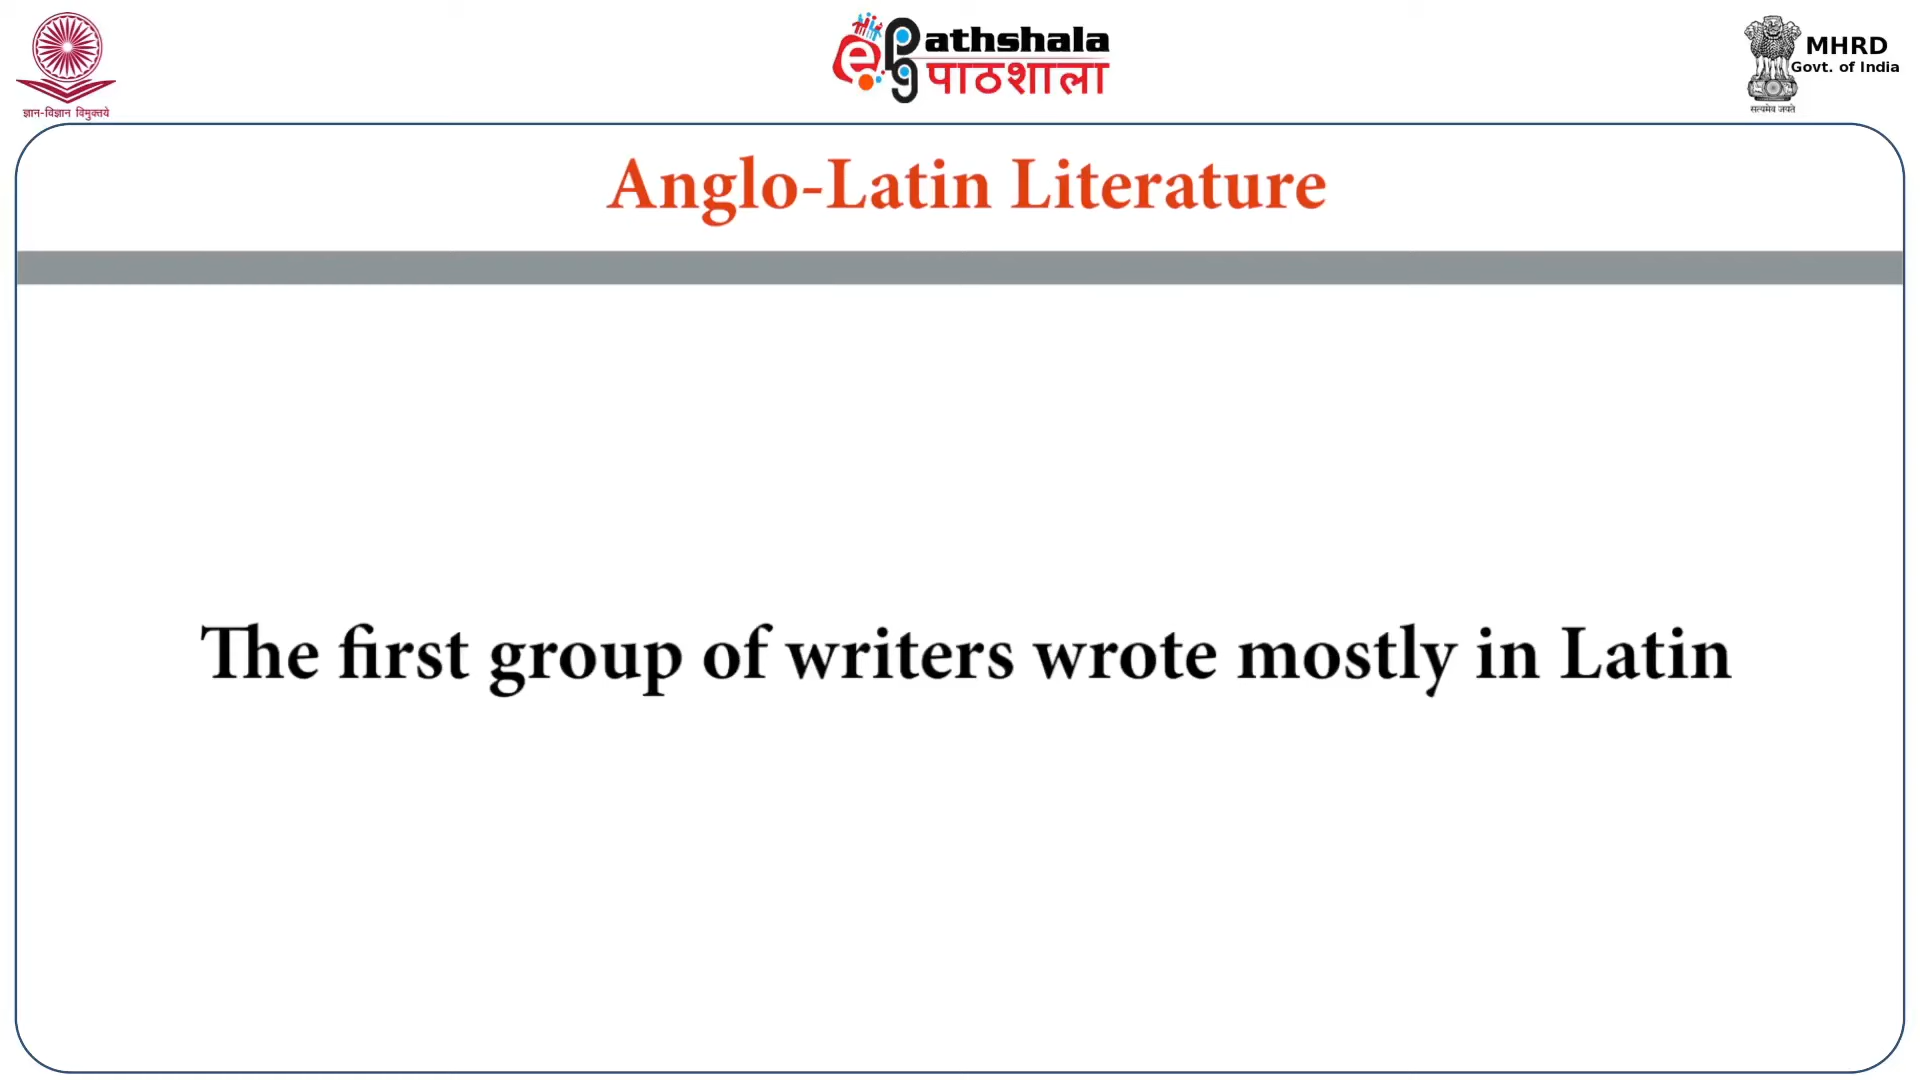 ज्ञान-विज्ञान विमुक्तये
ePathshala
पाठशाला
MHRD
Govt. of India
सत्यमेव जयते
Anglo-Latin Literature
The first group of writers wrote mostly in Latin